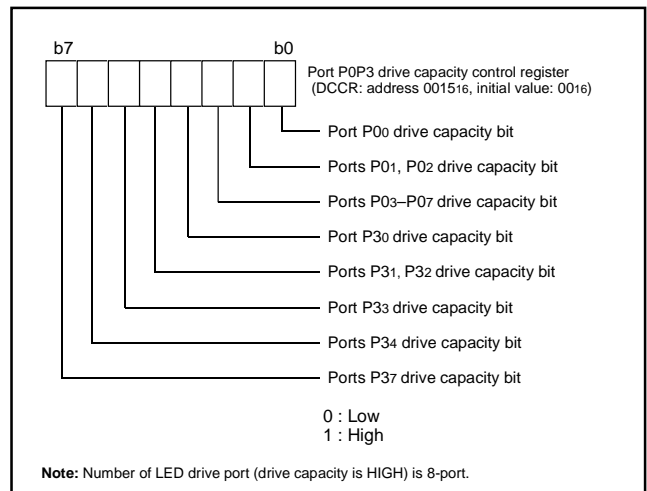 b7 b0
Port P0P3 drive capacity control register
(DCCR: address 001516, initial value: 0016)
Port P00 drive capacity bit
Ports P01, P02 drive capacity bit
Ports P03–P07 drive capacity bit
Port P30 drive capacity bit
Ports P31, P32 drive capacity bit
Port P33 drive capacity bit
Ports P34 drive capacity bit
Ports P37 drive capacity bit
0 : Low
1 : High
Note: Number of LED drive port (drive capacity is HIGH) is 8-port.